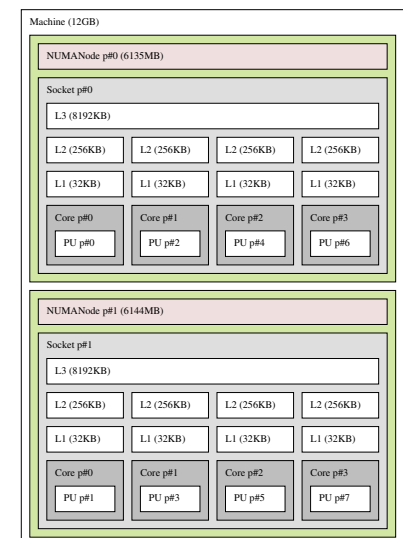 Machine (12GB)
NUMANode p#0 (6135MB)
Socket p#0
L3 (8192KB)
L2 (256KB) L2 (256KB) L2 (256KB) L2 (256KB)
L1 (32KB) L1 (32KB) L1 (32KB) L1 (32KB)
Core p#0 Core p#1 Core p#2 Core p#3
PU p#0 PU p#2 PU p#4 PU p#6
NUMANode p#1 (6144MB)
Socket p#1
L3 (8192KB)
L2 (256KB) L2 (256KB) L2 (256KB) L2 (256KB)
L1 (32KB) L1 (32KB) L1 (32KB) L1 (32KB)
Core p#0 Core p#1 Core p#2 Core p#3
PU p#1 PU p#3 PU p#5 PU p#7